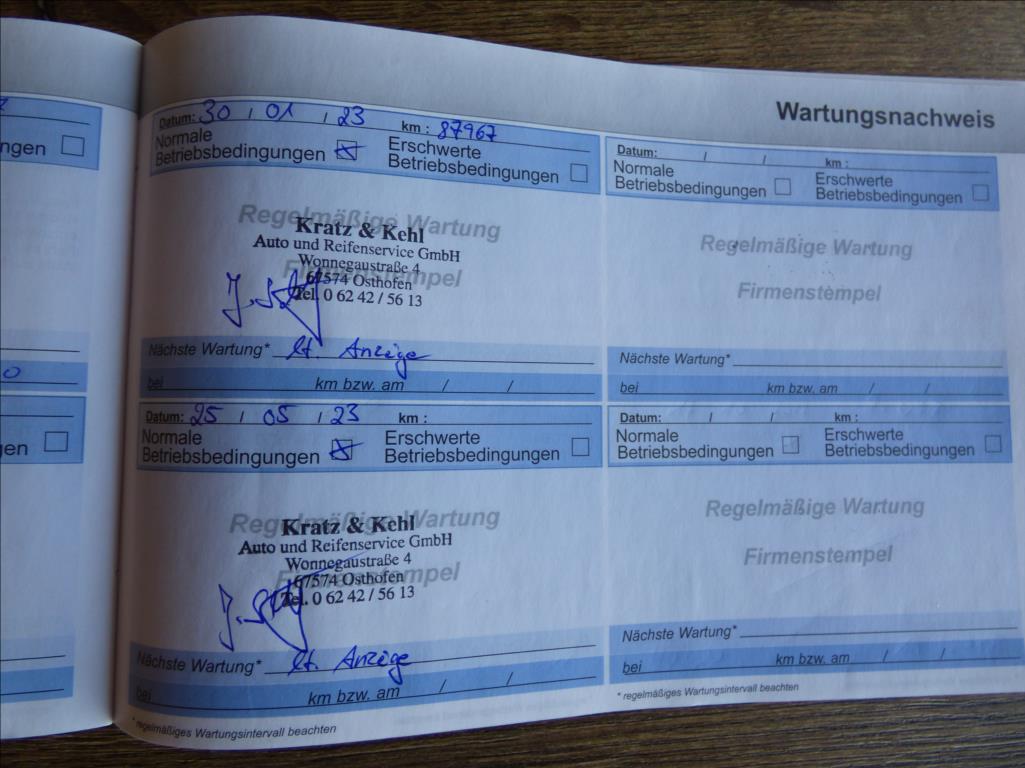 Wartungsnachweis
ngen
Datum: 30 / 01 / 23 km : 87967
Normale
Betriebsbedingungen
Erschwerte
Betriebsbedingungen
Regelmäßige Wartung
Firmenstempel
Kratz & Kehl
Auto und Reifenservice GmbH
Wonnegaustraße 4
67574 Osthofen
Tel. 0 62 42 / 56 13
Nächste Wartung* lt. Anzeige
bei km bzw. am / /
Datum: / / km :
Normale
Betriebsbedingungen
Erschwerte
Betriebsbedingungen
Regelmäßige Wartung
Firmenstempel
Nächste Wartung*
bei km bzw. am / /
0
en
Datum: 25 / 05 / 23 km :
Normale
Betriebsbedingungen
Erschwerte
Betriebsbedingungen
Regelmäßige Wartung
Firmenstempel
Kratz & Kehl
Auto und Reifenservice GmbH
Wonnegaustraße 4
67574 Osthofen
Tel. 0 62 42 / 56 13
Nächste Wartung* lt. Anzeige
bei km bzw. am / /
* regelmäßiges Wartungsintervall beachten
Datum: / / km :
Normale
Betriebsbedingungen
Erschwerte
Betriebsbedingungen
Regelmäßige Wartung
Firmenstempel
Nächste Wartung*
bei km bzw. am / /
* regelmäßiges Wartungsintervall beachten